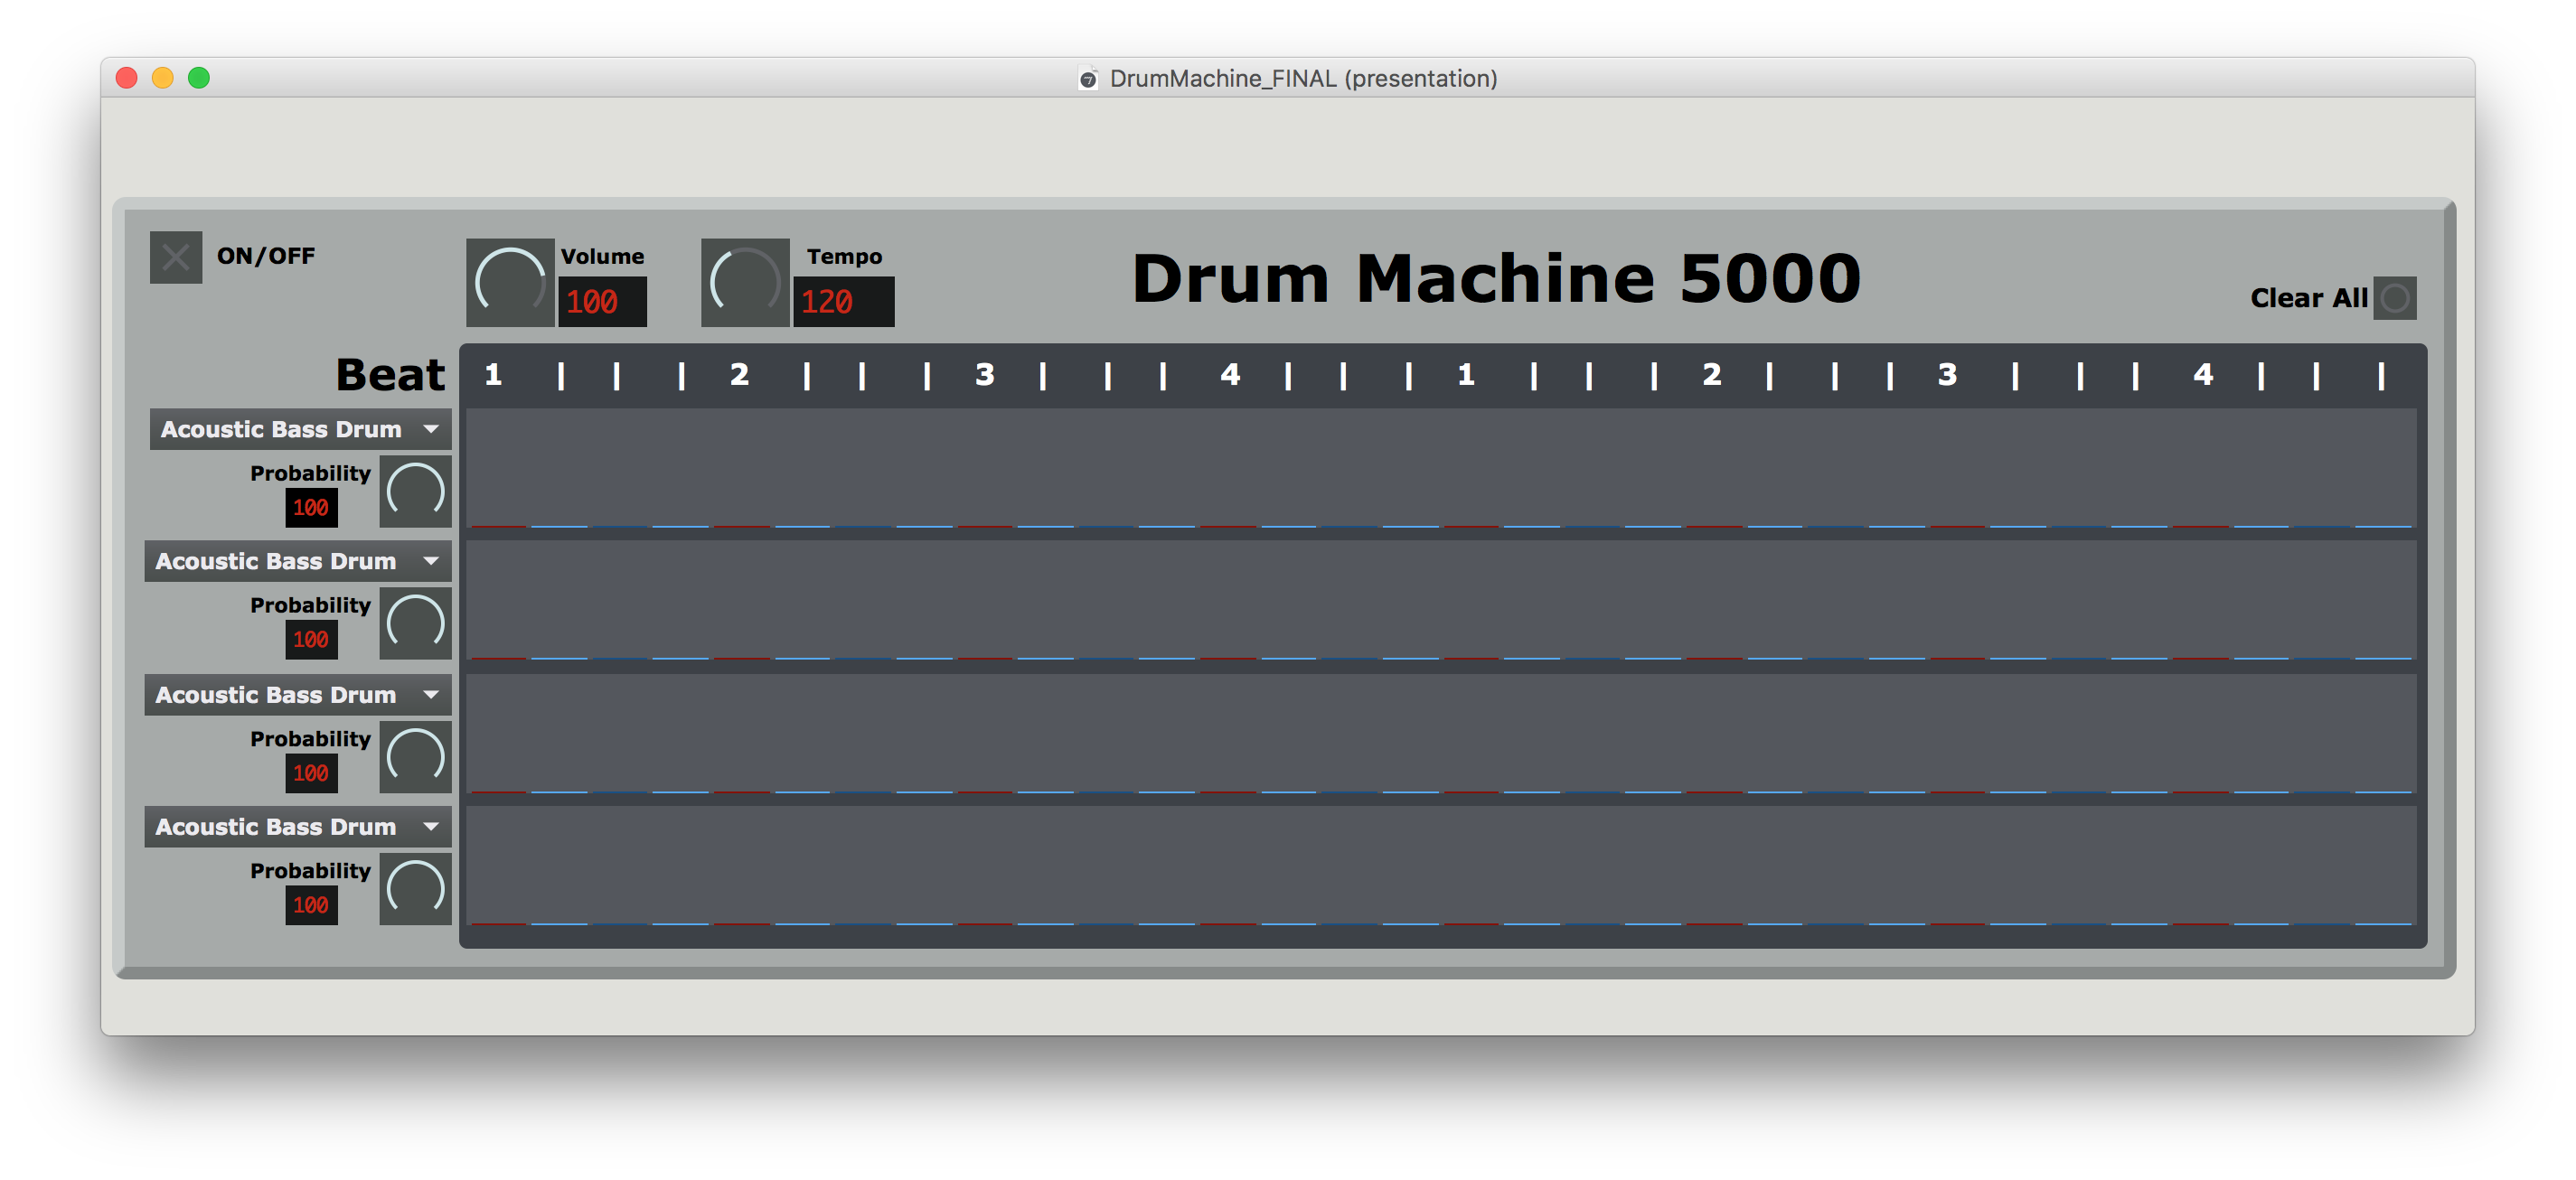 DrumMachine_FINAL (presentation)
ON/OFF
Volume
100
Tempo
120
Drum Machine 5000
Clear All
Beat 1 | | | 2 | | | 3 | | | 4 | | | 1 | | | 2 | | | 3 | | | 4 | | |
Acoustic Bass Drum
Probability
100
Acoustic Bass Drum
Probability
100
Acoustic Bass Drum
Probability
100
Acoustic Bass Drum
Probability
100